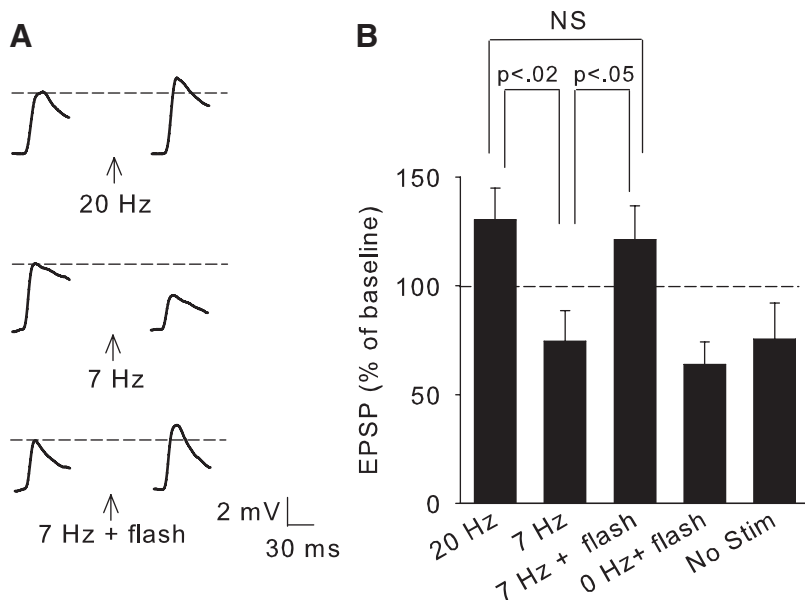 A
20 Hz
7 Hz
7 Hz + flash
2 mV
30 ms
B
NS
p<.02
p<.05
EPSP (% of baseline)
150
100
50
0
20 Hz
7 Hz
7 Hz + flash
0 Hz+ flash
No Stim